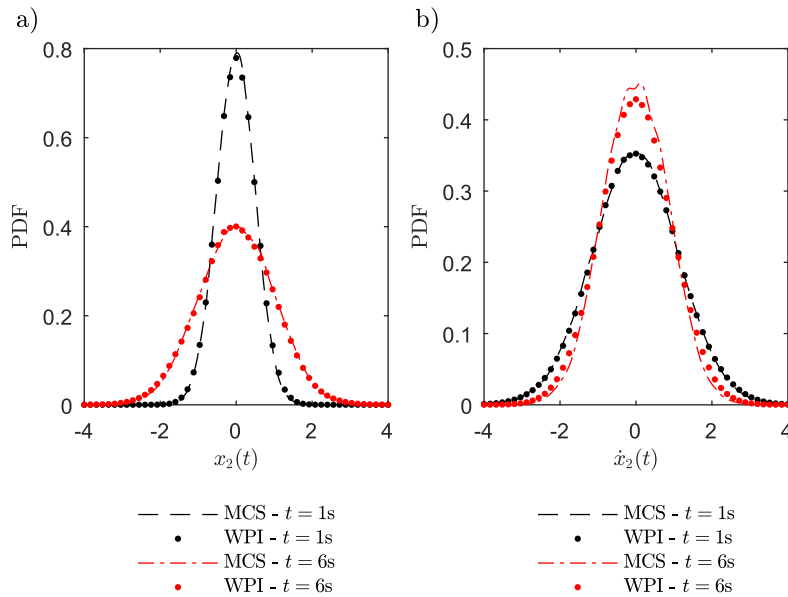 a)
0.8
0.6
0.4
0.2
0
PDF
-4 -2 0 2 4
x₂(t)
MCS - t = 1s
WPI - t = 1s
MCS - t = 6s
WPI - t = 6s
b)
0.5
0.4
0.3
0.2
0.1
0
PDF
-4 -2 0 2 4
ẋ₂(t)
MCS - t = 1s
WPI - t = 1s
MCS - t = 6s
WPI - t = 6s